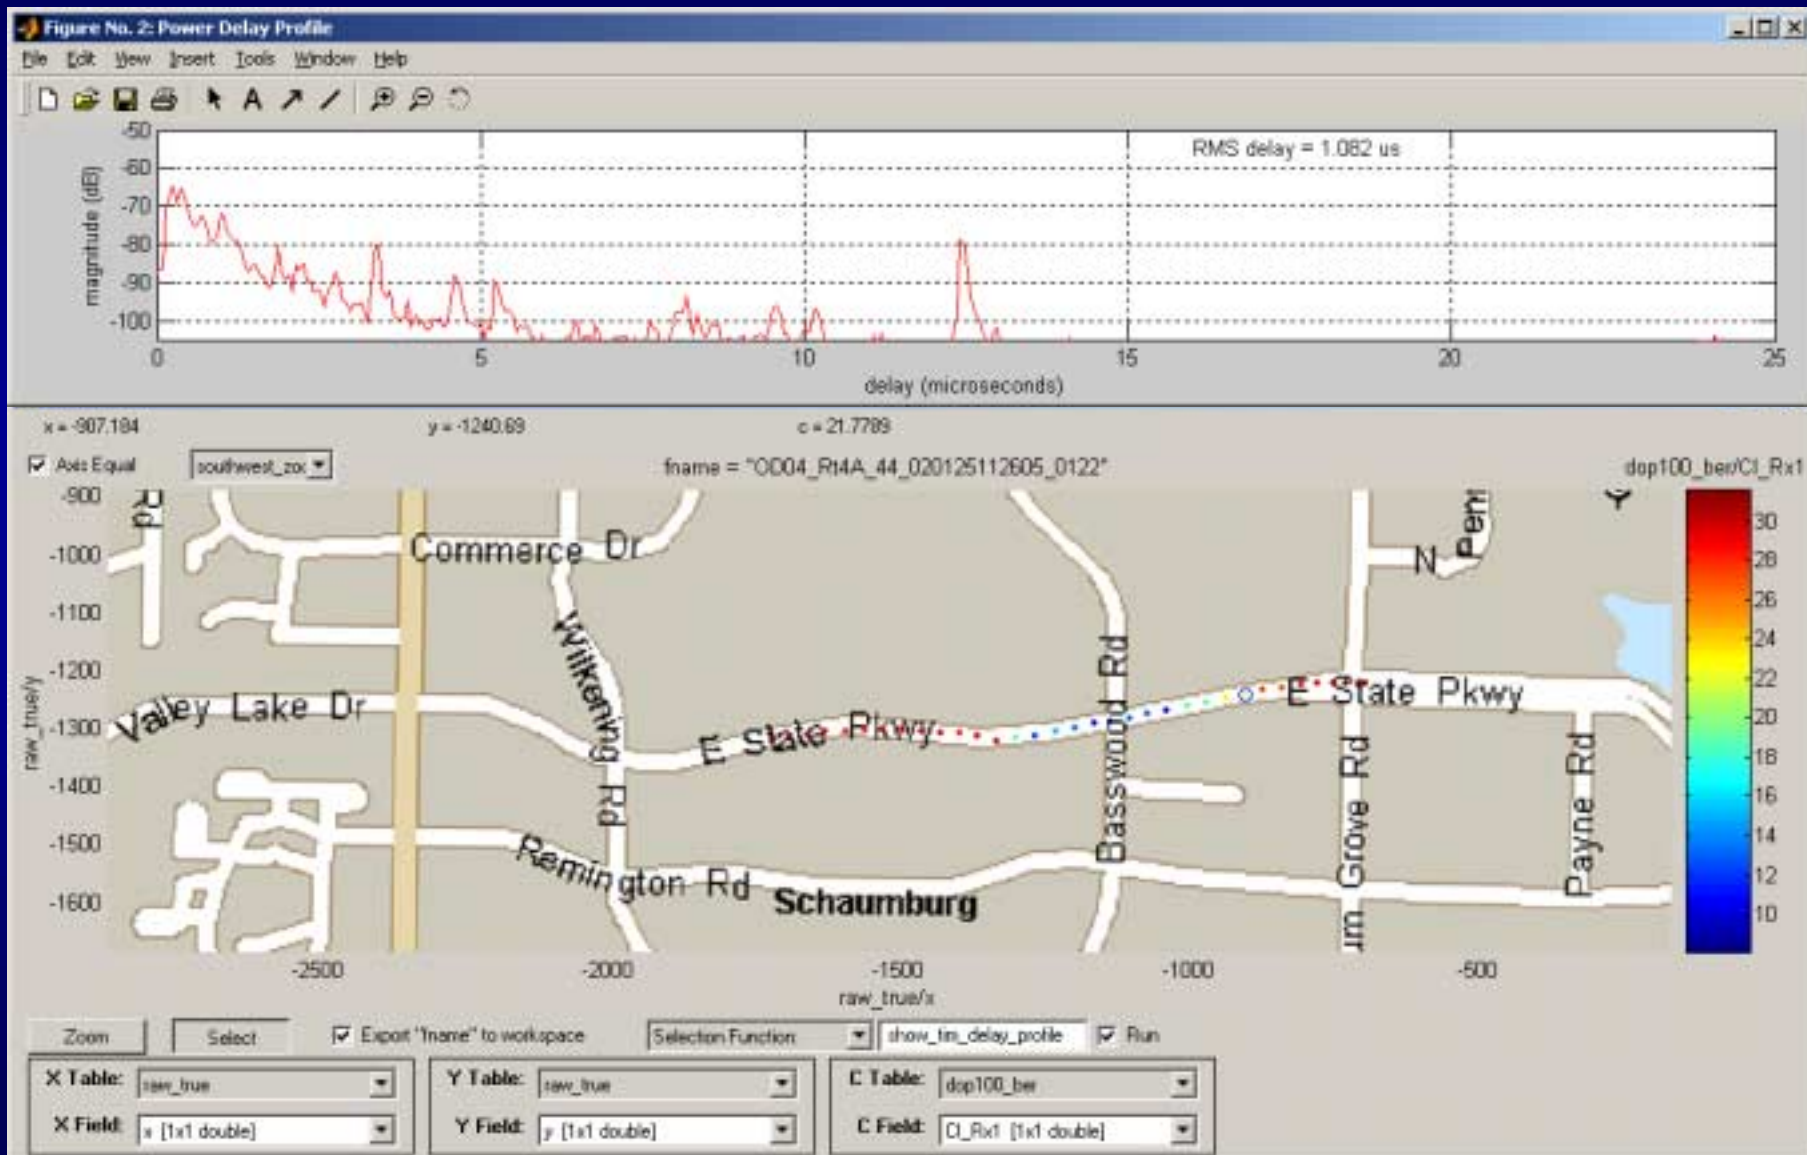 Figure No. 2: Power Delay Profile
File Edit View Insert Tools Window Help
RMS delay = 1.082 us
magnitude (dB)
-50
-60
-70
-80
-90
-100
0 5 10 15 20 25
delay (microseconds)
x = -907.184 y = -1240.69 c = 21.7789
Axis Equal southwest_zoo fname = "OD04_Rt4A_44_020125112605_0122" dop100_ber/CI_Rx1
raw_true/y
-900
-1000
-1100
-1200
-1300
-1400
-1500
-1600
Rd
Commerce Dr
N Penn
Y
Wilkening Rd
Basswood Rd
Valley Lake Dr
E State Pkwy
E State Pkwy
Remington Rd
Schaumburg
um Grove Rd
Payne Rd
30
28
26
24
22
20
18
16
14
12
10
-2500 -2000 -1500 -1000 -500
raw_true/x
Zoom Select Export "fname" to workspace Selection Function: show_tim_delay_profile Run
X Table: raw_true Y Table: raw_true C Table: dop100_ber
X Field: x [1x1 double] Y Field: y [1x1 double] C Field: CI_Rx1 [1x1 double]